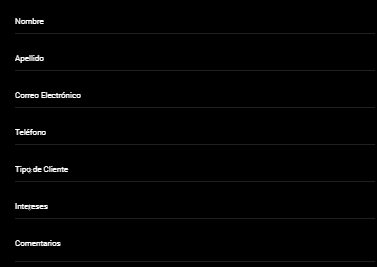 Nombre
Apellido
Correo Electrónico
Teléfono
Tipo de Cliente
Intereses
Comentarios